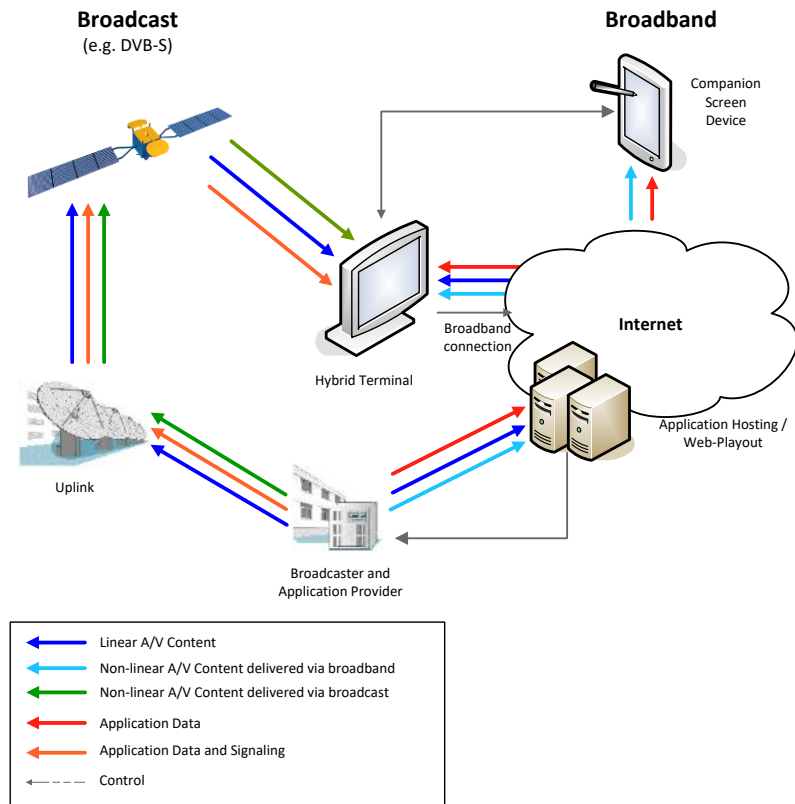 Broadcast
(e.g. DVB-S)
Broadband
Companion
Screen
Device
Internet
Broadband
connection
Hybrid Terminal
Application Hosting /
Web-Playout
Uplink
Broadcaster and
Application Provider
Linear A/V Content
Non-linear A/V Content delivered via broadband
Non-linear A/V Content delivered via broadcast
Application Data
Application Data and Signaling
Control